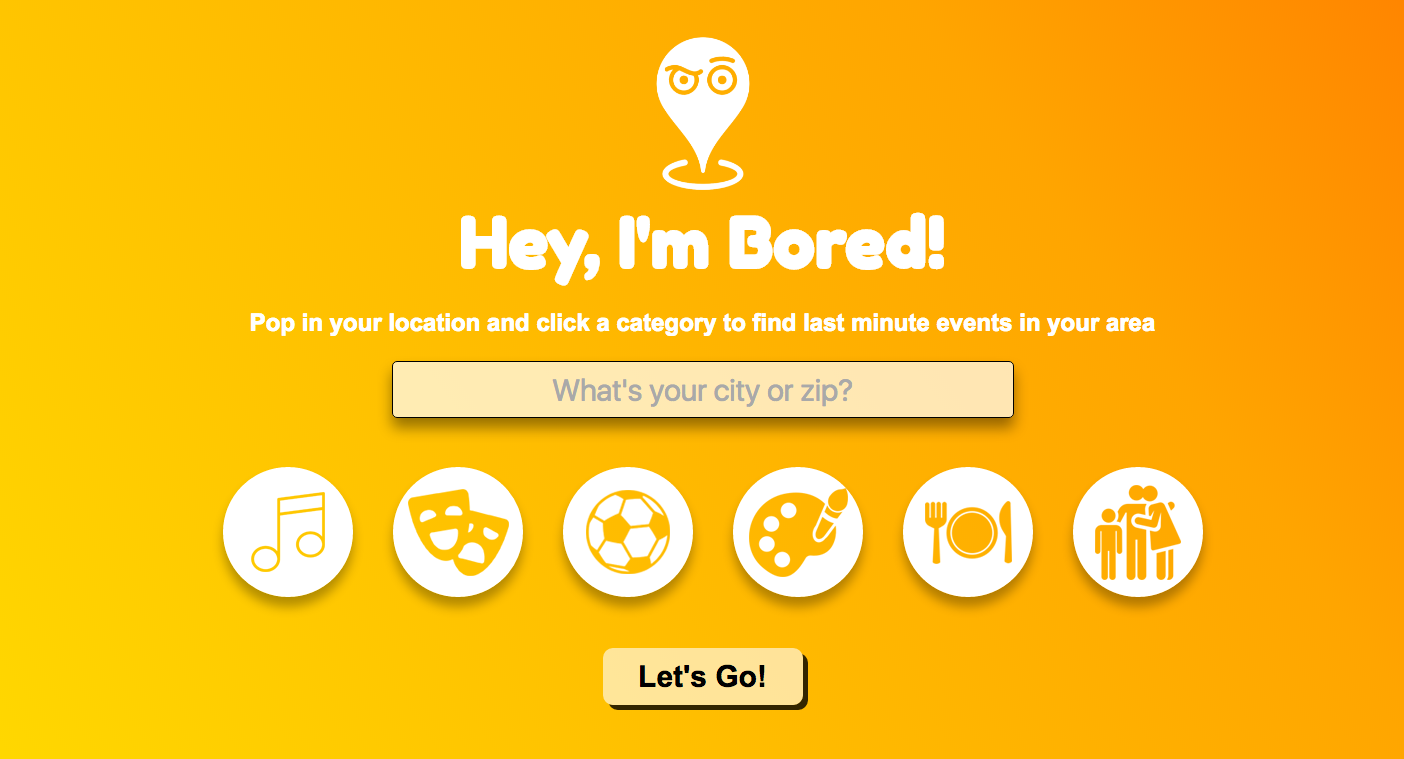 Hey, I'm Bored!
Pop in your location and click a category to find last minute events in your area
What's your city or zip?
Let's Go!